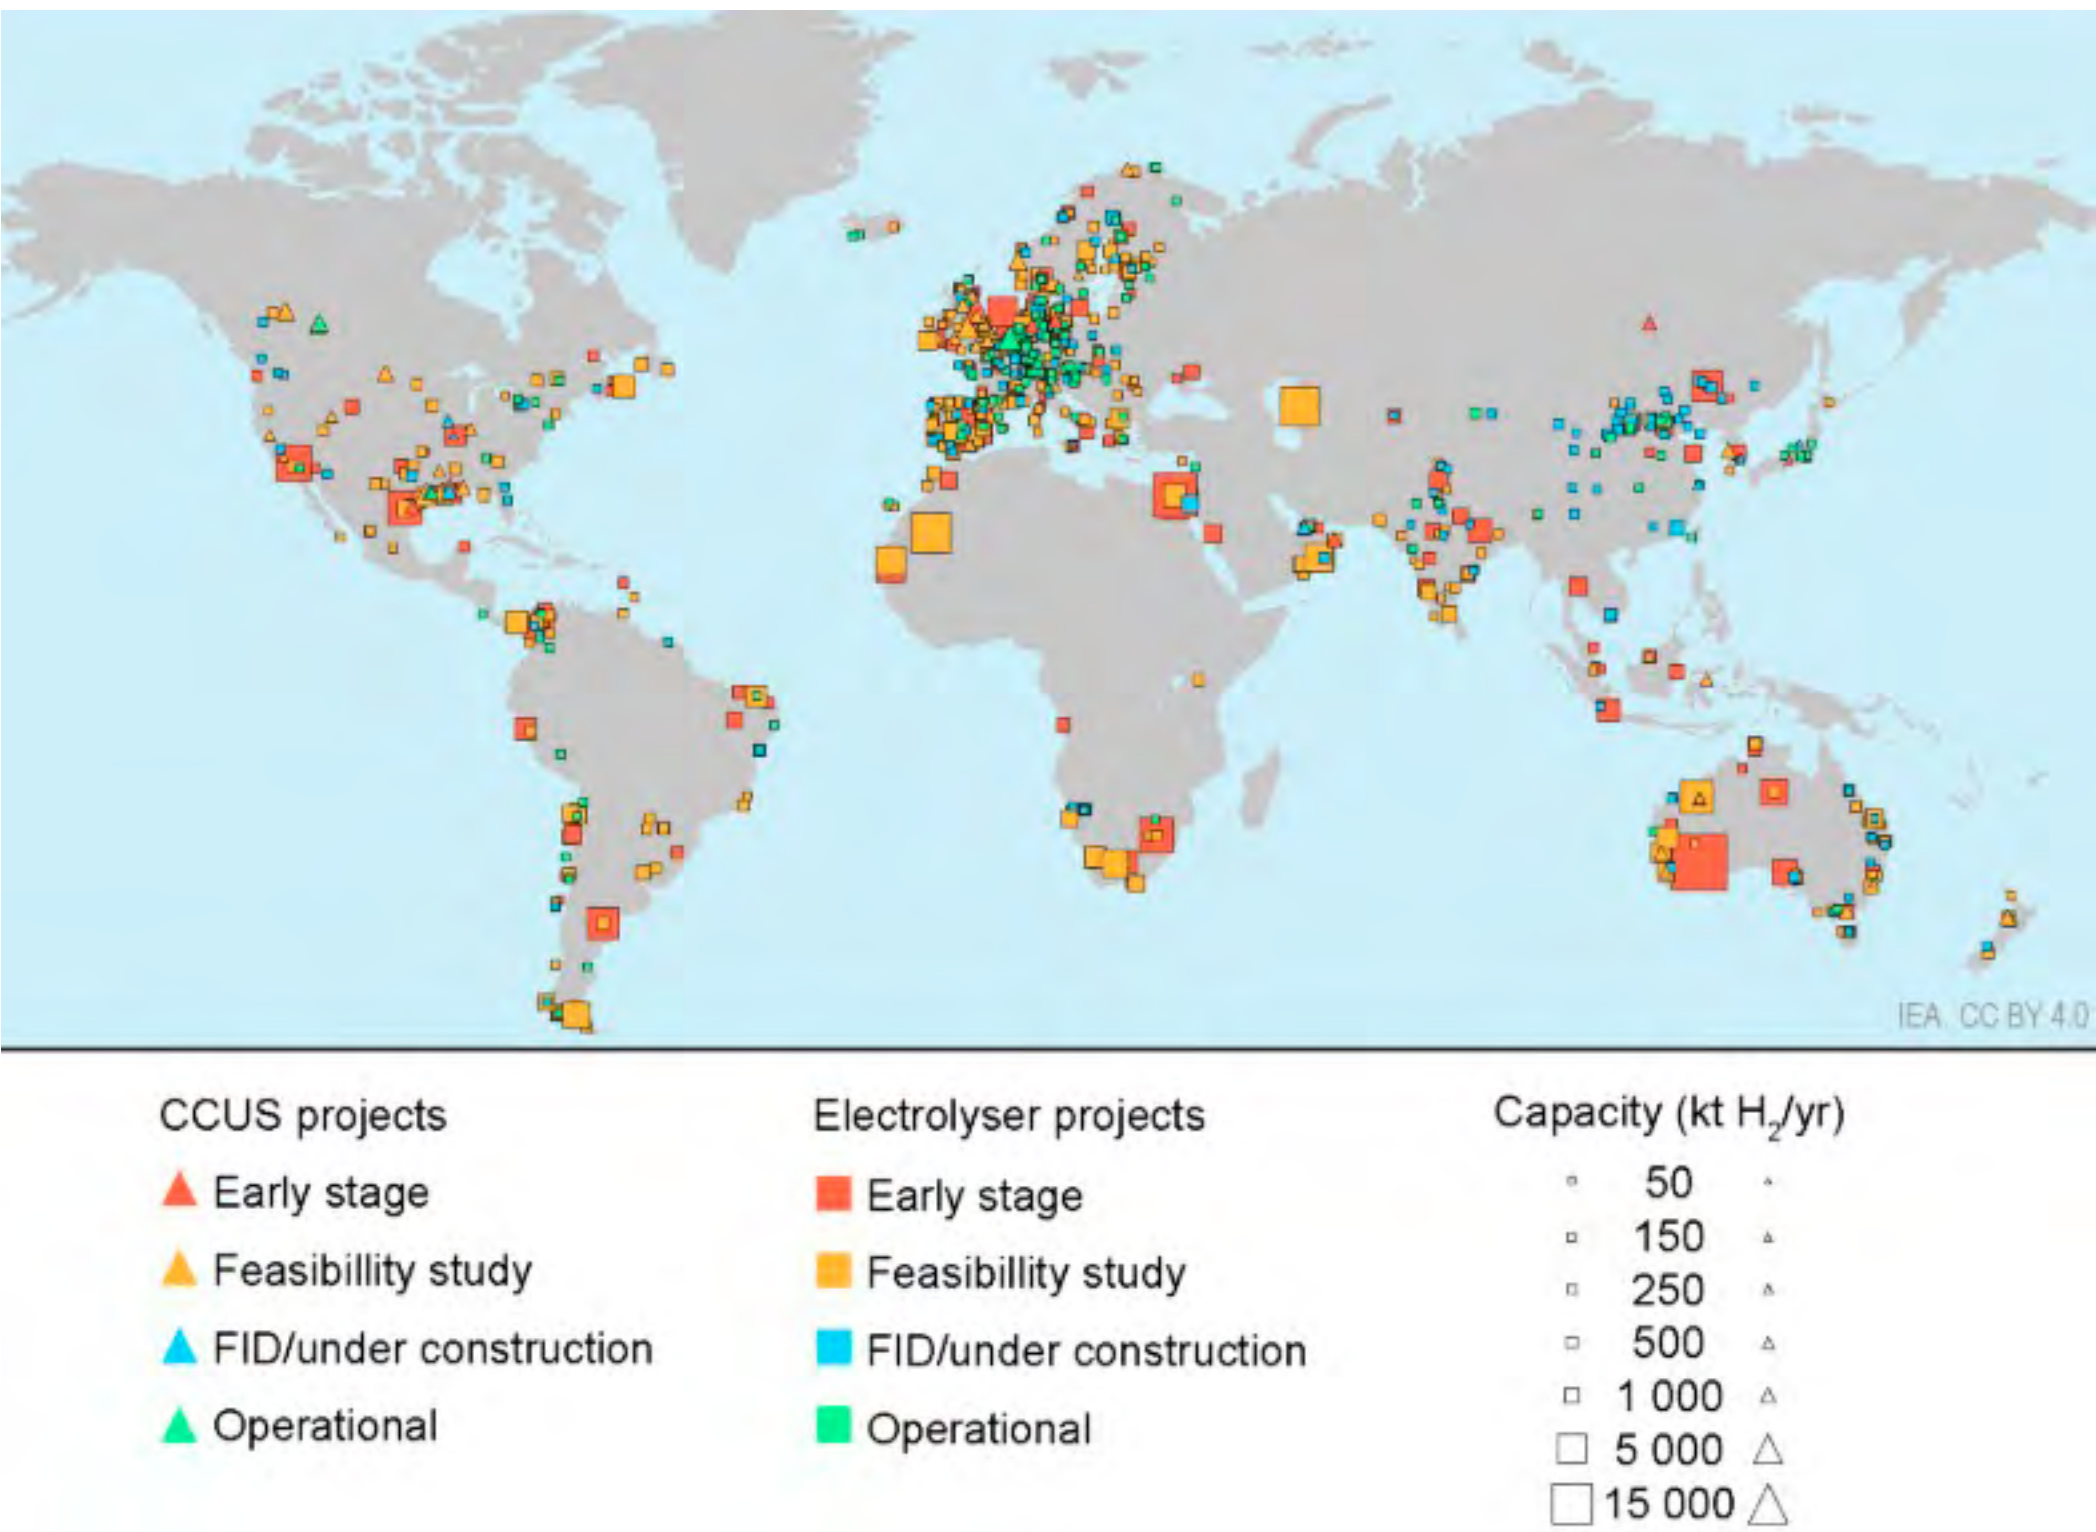 IEA. CC BY 4.0
CCUS projects
Early stage
Feasibillity study
FID/under construction
Operational
Electrolyser projects
Early stage
Feasibillity study
FID/under construction
Operational
Capacity (kt H₂/yr)
50
150
250
500
1 000
5 000
15 000